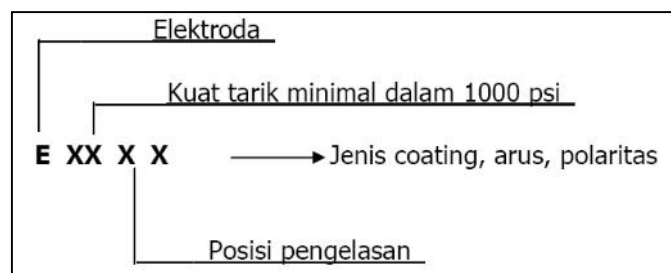 Elektroda
Kuat tarik minimal dalam 1000 psi
E XX X X Jenis coating, arus, polaritas
Posisi pengelasan